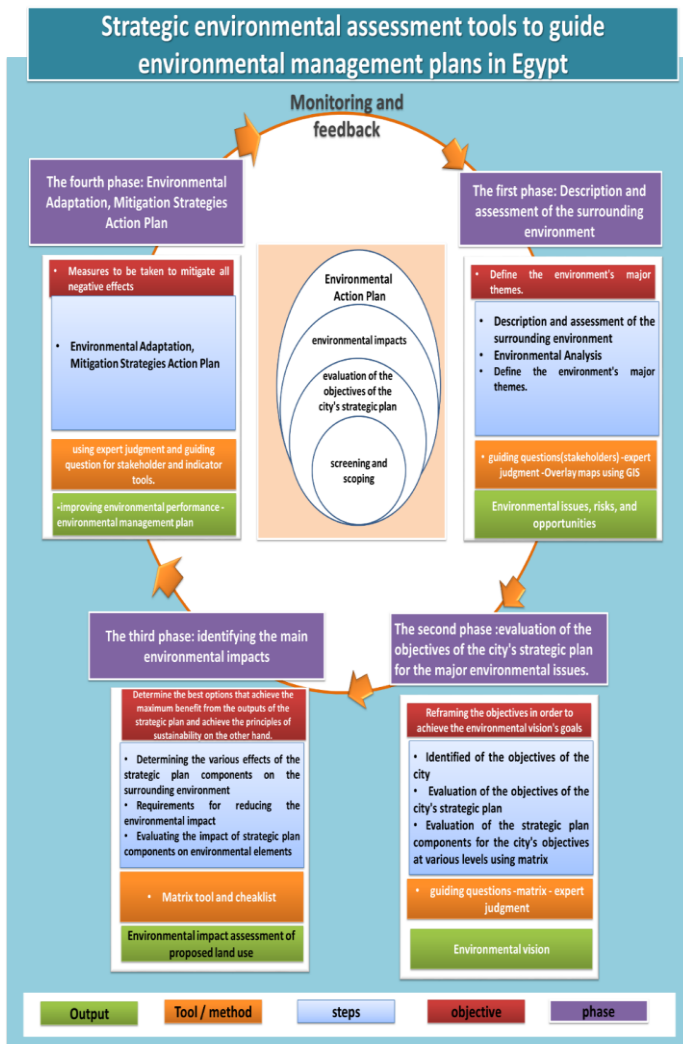 Strategic environmental assessment tools to guide
environmental management plans in Egypt
Monitoring and
feedback
The fourth phase: Environmental
Adaptation, Mitigation Strategies
Action Plan
• Measures to be taken to mitigate all
negative effects
• Environmental Adaptation,
Mitigation Strategies Action Plan
using expert judgment and guiding
question for stakeholder and indicator
tools.
-improving environmental performance -
environmental management plan
Environmental
Action Plan
environmental impacts
evaluation of the
objectives of the
city's strategic plan
screening and
scoping
The first phase: Description and
assessment of the surrounding
environment
• Define the environment's major
themes.
• Description and assessment of the
surrounding environment
• Environmental Analysis
• Define the environment's major
themes.
• guiding questions(stakeholders) -expert
judgment -Overlay maps using GIS
Environmental issues, risks, and
opportunities
The third phase: identifying the main
environmental impacts
Determine the best options that achieve the
maximum benefit from the outputs of the
strategic plan and achieve the principles of
sustainability on the other hand.
• Determining the various effects of the
strategic plan components on the
surrounding environment
• Requirements for reducing the
environmental impact
• Evaluating the impact of strategic plan
components on environmental elements
• Matrix tool and cheaklist
Environmental impact assessment of
proposed land use
The second phase :evaluation of the
objectives of the city's strategic plan
for the major environmental issues.
Reframing the objectives in order to
achieve the environmental vision's goals
• Identified of the objectives of the
city
• Evaluation of the objectives of the
city's strategic plan
• Evaluation of the strategic plan
components for the city's objectives
at various levels using matrix
• guiding questions -matrix - expert
judgment
Environmental vision
Output
Tool / method
steps
objective
phase